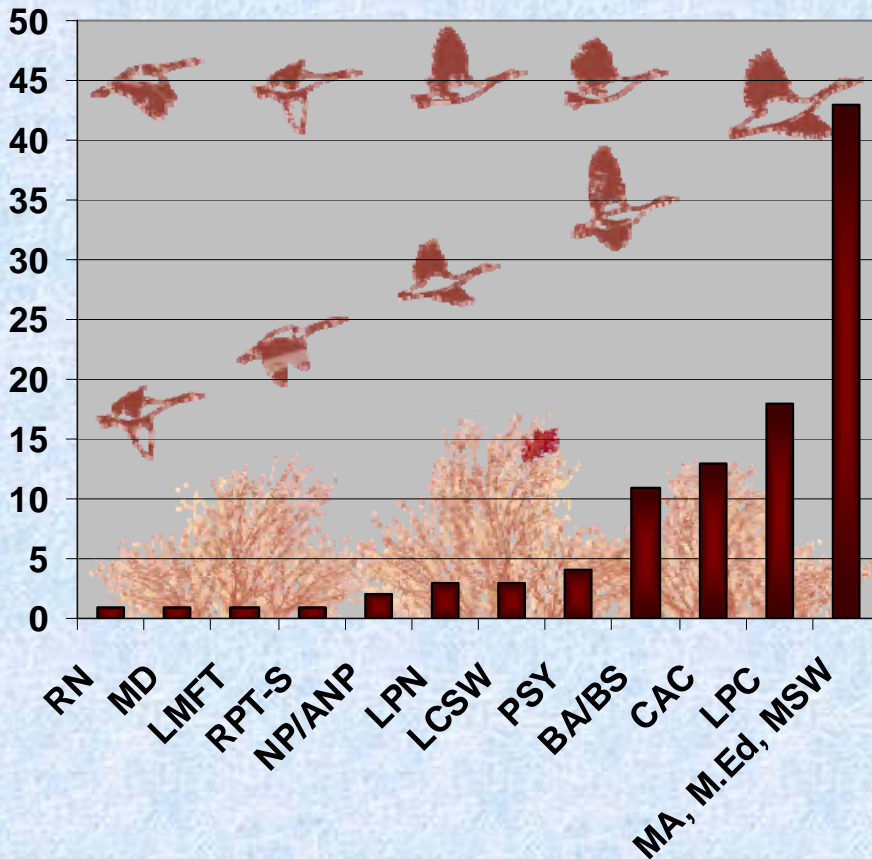 50
45
40
35
30
25
20
15
10
5
0
RN
MD
LMFT
RPT-S
NP/ANP
LPN
LCSW
PSY
BA/BS
CAC
LPC
MA, M.Ed, MSW